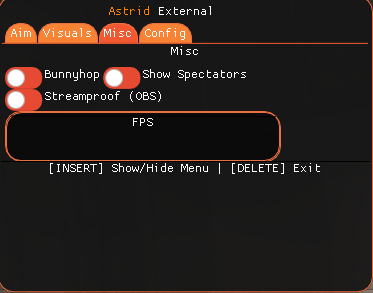 Astrid External
Aim Visuals Misc Config
Misc
Bunnyhop Show Spectators
Streamproof (OBS)
FPS
[INSERT] Show/Hide Menu | [DELETE] Exit